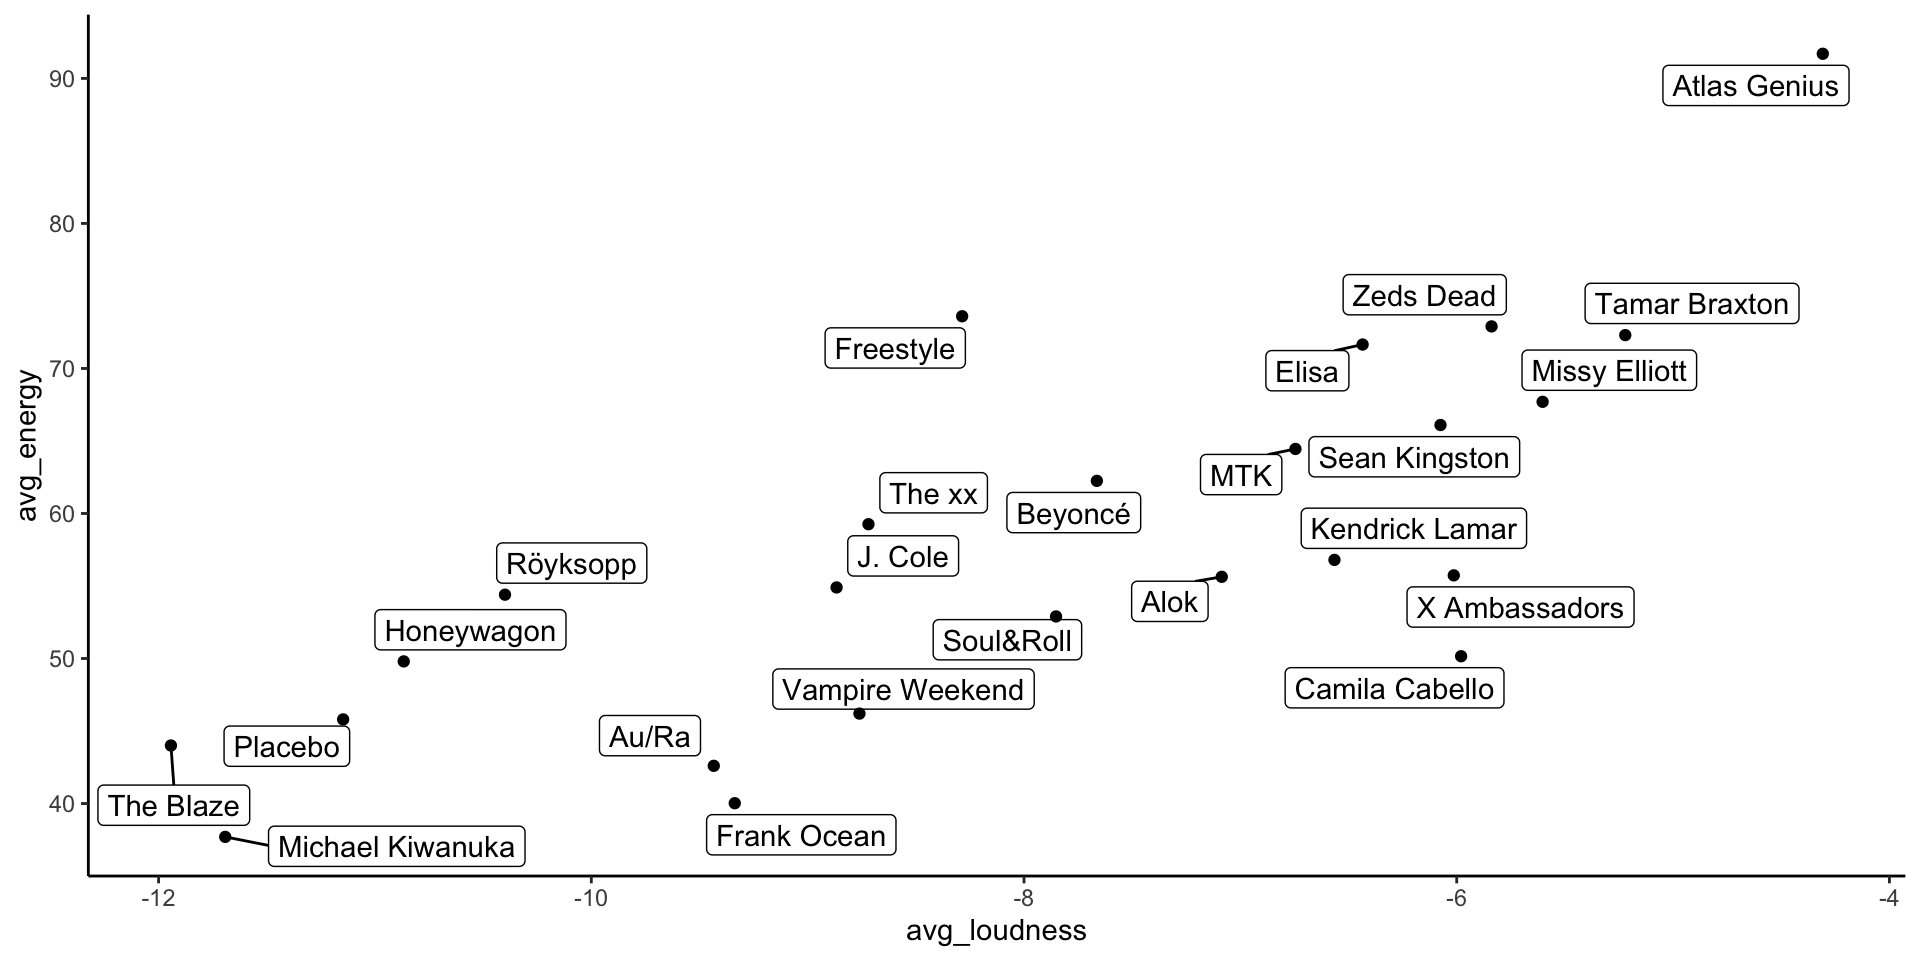 90
Atlas Genius
80
Zeds Dead
Tamar Braxton
Freestyle
70
Elisa
Missy Elliott
avg_energy
Sean Kingston
MTK
The xx
60
Beyoncé
Kendrick Lamar
J. Cole
Röyksopp
Alok
X Ambassadors
Honeywagon
Soul&Roll
50
Vampire Weekend
Camila Cabello
Au/Ra
Placebo
40
The Blaze
Frank Ocean
Michael Kiwanuka
-12
-10
-8
-6
-4
avg_loudness